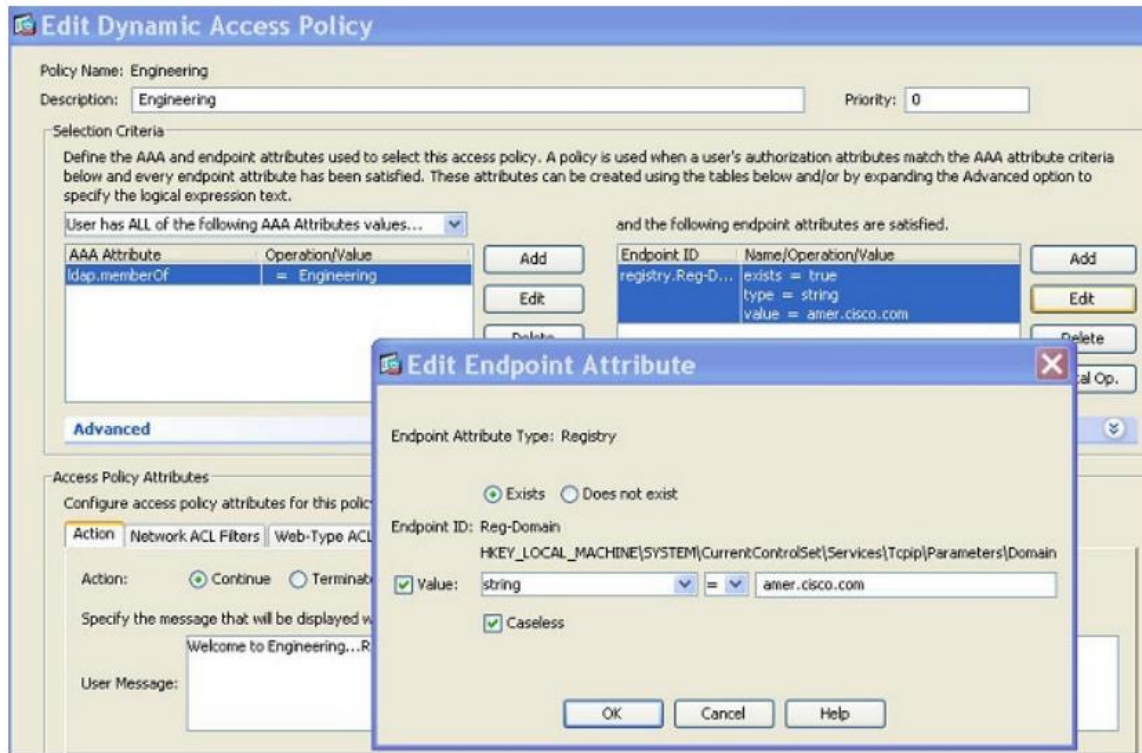 Edit Dynamic Access Policy
Policy Name: Engineering
Description: Engineering
Priority: 0
Selection Criteria
Define the AAA and endpoint attributes used to select this access policy. A policy is used when a user's authorization attributes match the AAA attribute criteria
below and every endpoint attribute has been satisfied. These attributes can be created using the tables below and/or by expanding the Advanced option to
specify the logical expression text.
User has ALL of the following AAA Attributes values...
and the following endpoint attributes are satisfied.
AAA Attribute Operation/Value
ldap.memberOf = Engineering
Add
Edit
Delete
Endpoint ID Name/Operation/Value
registry.Reg-D... exists = true
type = string
value = amer.cisco.com
Add
Edit
Delete
Op.
Advanced
Access Policy Attributes
Configure access policy attributes for this policy
Action Network ACL Filters Web-Type ACL
Action: Continue Terminate
Specify the message that will be displayed
Welcome to Engineering...R
User Message:
Edit Endpoint Attribute
Endpoint Attribute Type: Registry
Exists Does not exist
Endpoint ID: Reg-Domain
HKEY_LOCAL_MACHINE\SYSTEM\CurrentControlSet\Services\Tcpip\Parameters\Domain
Value: string = amer.cisco.com
Caseless
OK Cancel Help